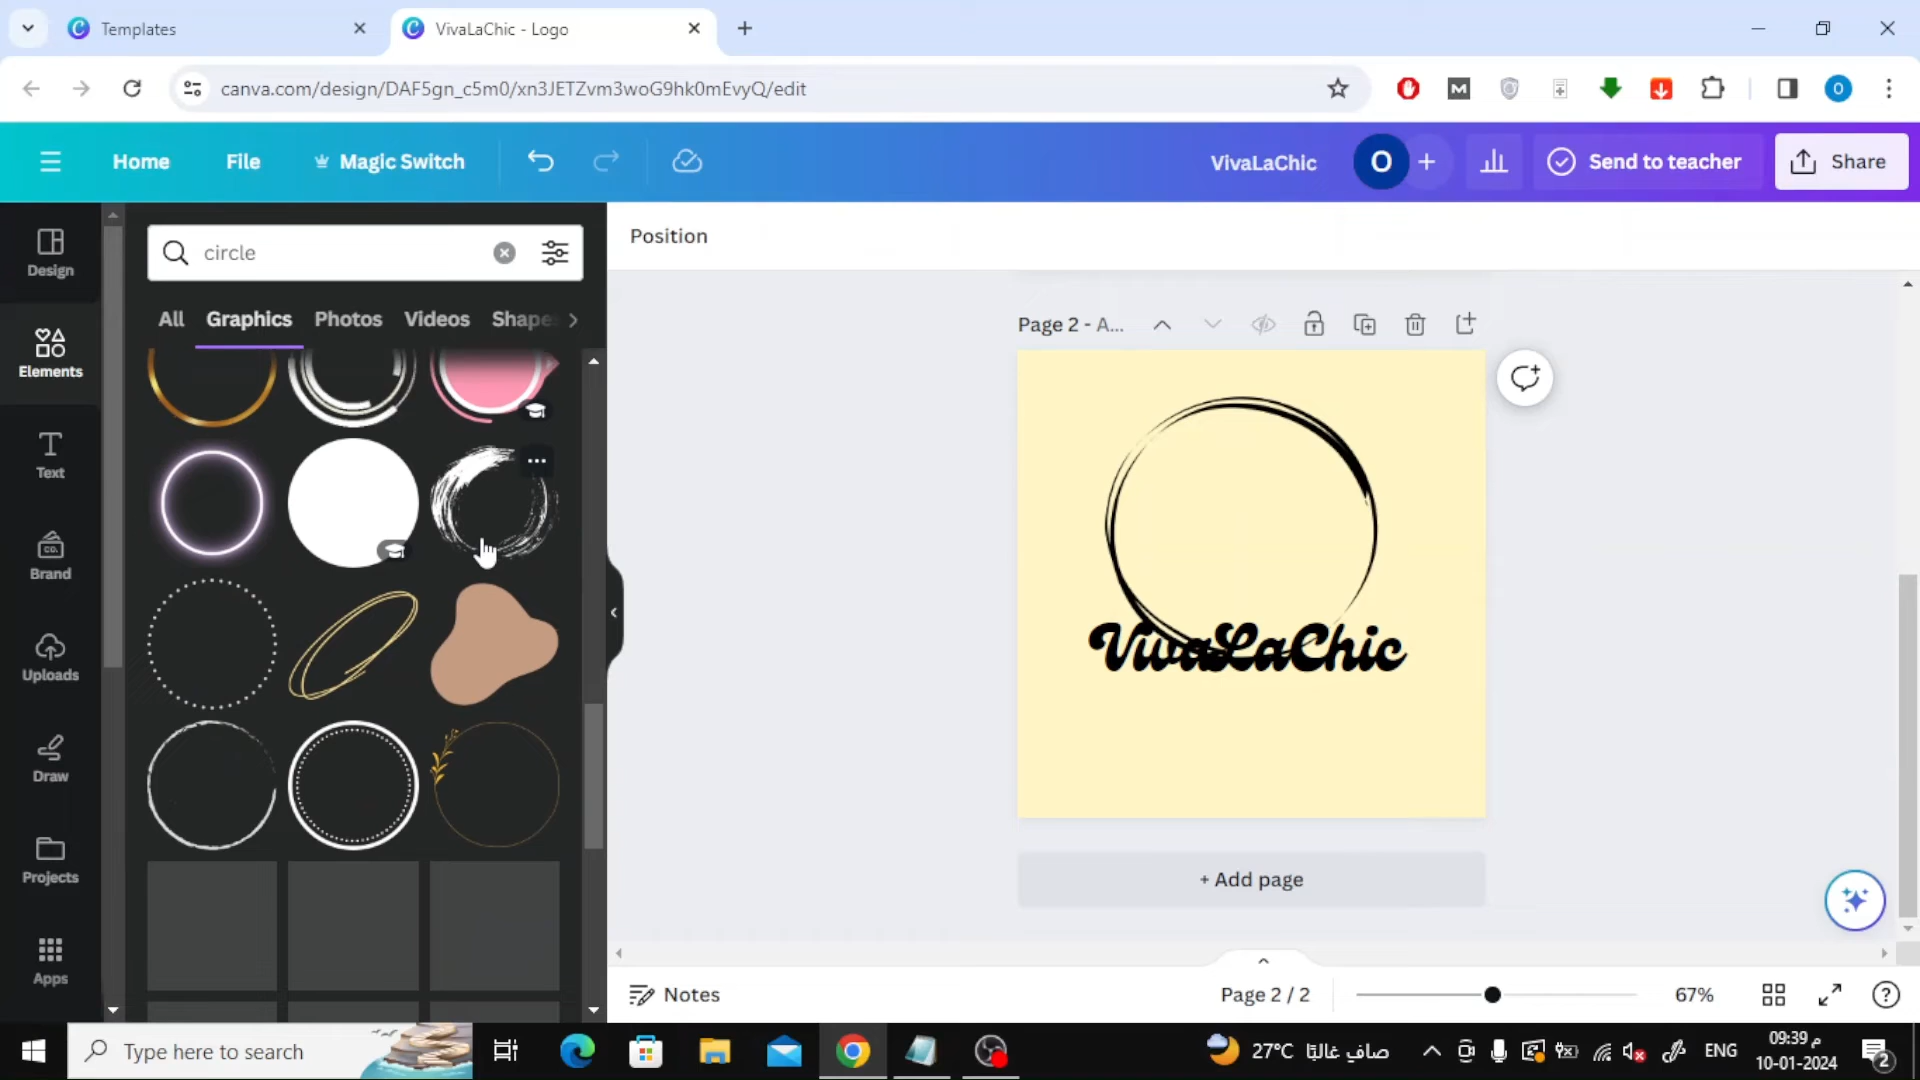 Templates
VivaLaChic - Logo
canva.com/design/DAF5gn_c5m0/xn3JETZvm3woG9hk0mEvyQ/edit
Home
File
Magic Switch
VivaLaChic
O
Send to teacher
Share
Design
Elements
Text
Brand
Uploads
Draw
Projects
Apps
circle
All
Graphics
Photos
Videos
Shape
Position
Page 2 - A...
VivaLaChic
+ Add page
Notes
Page 2 / 2
67%
Type here to search
27°C صافٍ غالبًا
ENG
09:39 م
10-01-2024
2